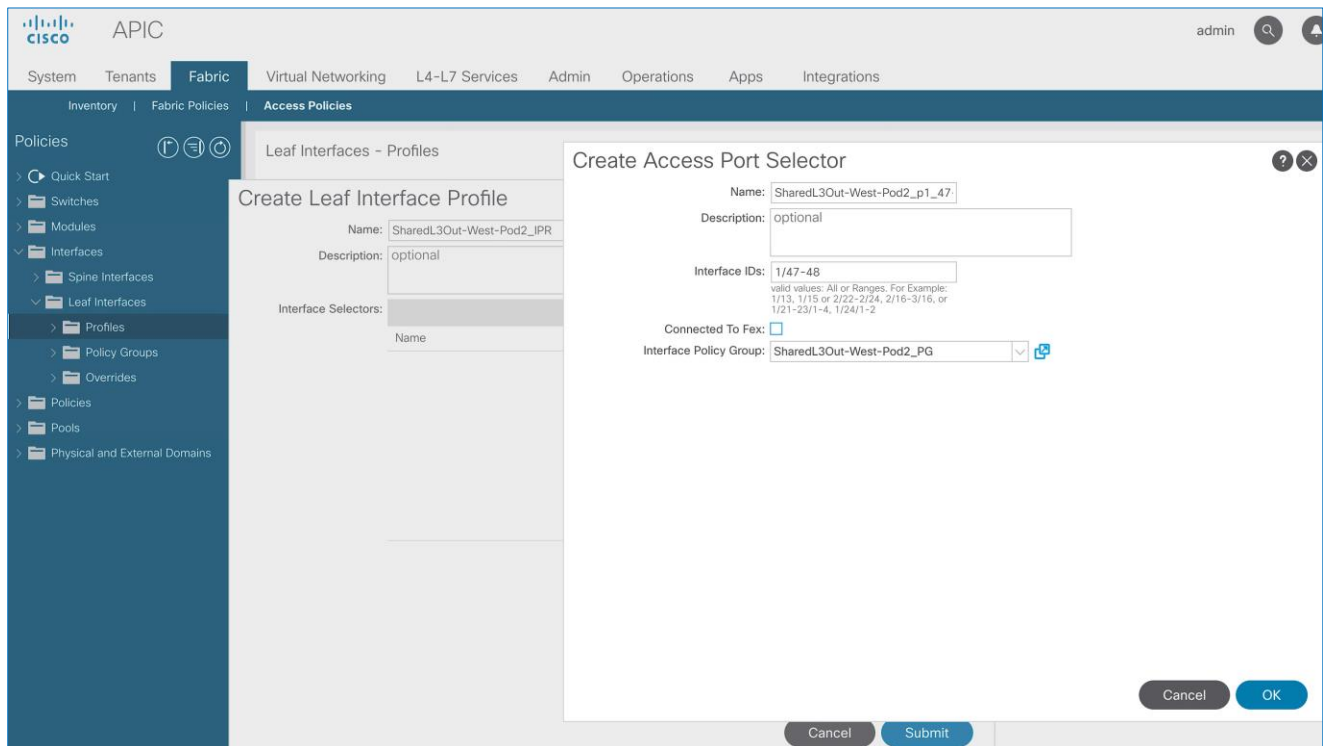 CISCO
APIC
admin
System Tenants Fabric Virtual Networking L4-L7 Services Admin Operations Apps Integrations
Inventory | Fabric Policies | Access Policies
Policies
Quick Start
Switches
Modules
Interfaces
Spine Interfaces
Leaf Interfaces
Profiles
Policy Groups
Overrides
Policies
Pools
Physical and External Domains
Leaf Interfaces - Profiles
Create Leaf Interface Profile
Name: SharedL3Out-West-Pod2_IPR
Description: optional
Interface Selectors:
Name
Cancel Submit
Create Access Port Selector
Name: SharedL3Out-West-Pod2_p1_47-
Description: optional
Interface IDs: 1/47-48
valid values: All or Ranges. For Example:
1/13, 1/15 or 2/22-2/24, 2/16-3/16, or
1/21-23/1-4, 1/24/1-2
Connected To Fex:
Interface Policy Group: SharedL3Out-West-Pod2_PG
Cancel OK